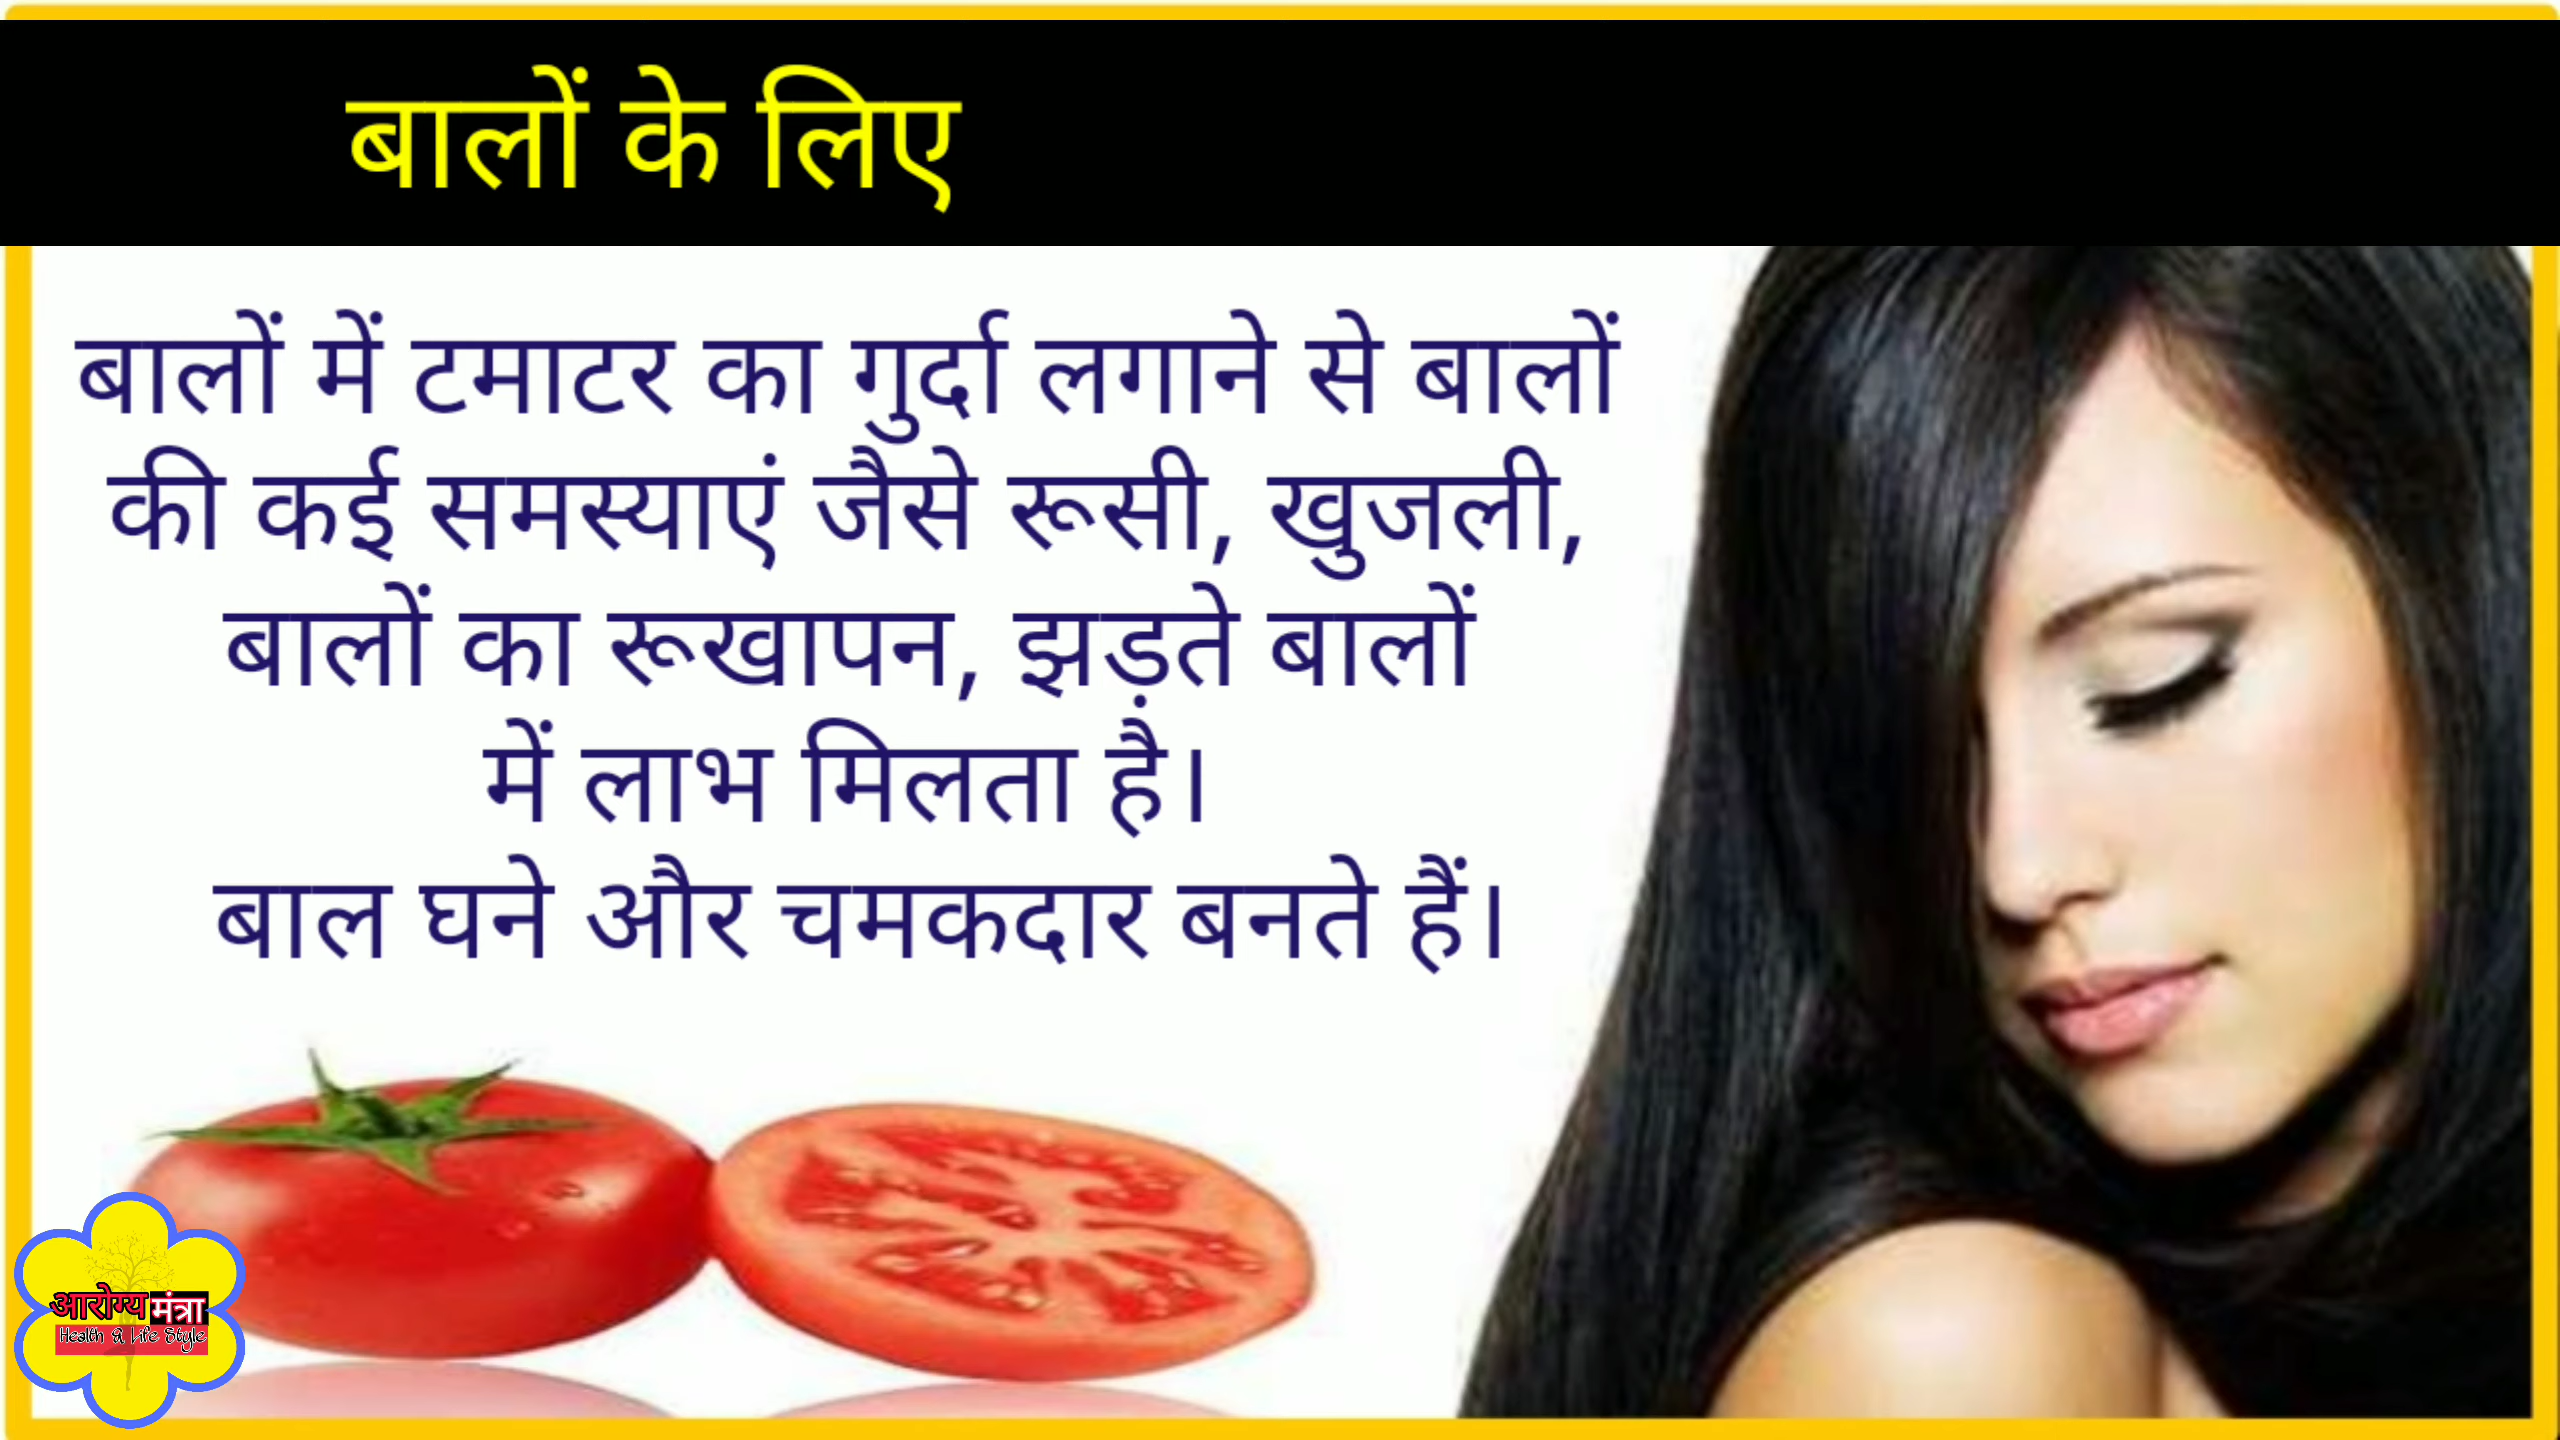 बालों के लिए
बालों में टमाटर का गुर्दा लगाने से बालों
की कई समस्याएं जैसे रूसी, खुजली,
बालों का रूखापन, झड़ते बालों
में लाभ मिलता है।
बाल घने और चमकदार बनते हैं।
आरोग्य मंत्रा
Health & Life Style